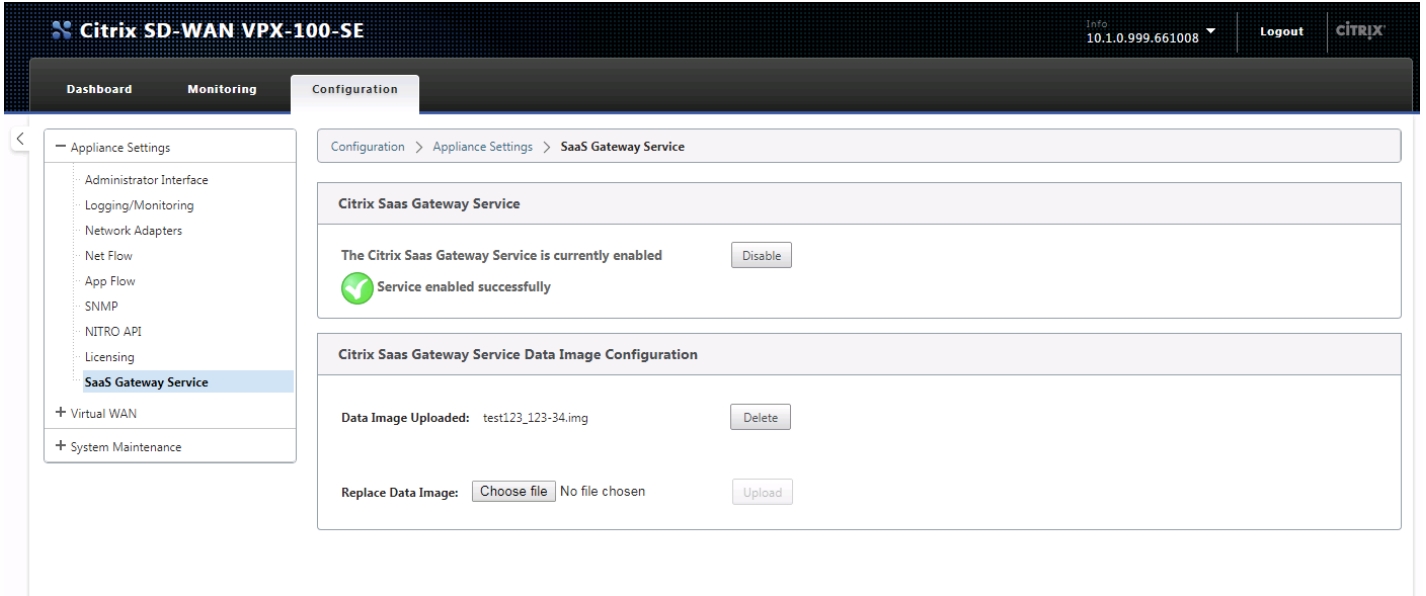 Citrix SD-WAN VPX-100-SE
Info
10.1.0.999.661008
Logout
CİTRIX
Dashboard Monitoring Configuration
− Appliance Settings
Administrator Interface
Logging/Monitoring
Network Adapters
Net Flow
App Flow
SNMP
NITRO API
Licensing
SaaS Gateway Service
+ Virtual WAN
+ System Maintenance
Configuration > Appliance Settings > SaaS Gateway Service
Citrix Saas Gateway Service
The Citrix Saas Gateway Service is currently enabled Disable
Service enabled successfully
Citrix Saas Gateway Service Data Image Configuration
Data Image Uploaded: test123_123-34.img Delete
Replace Data Image: Choose file No file chosen Upload